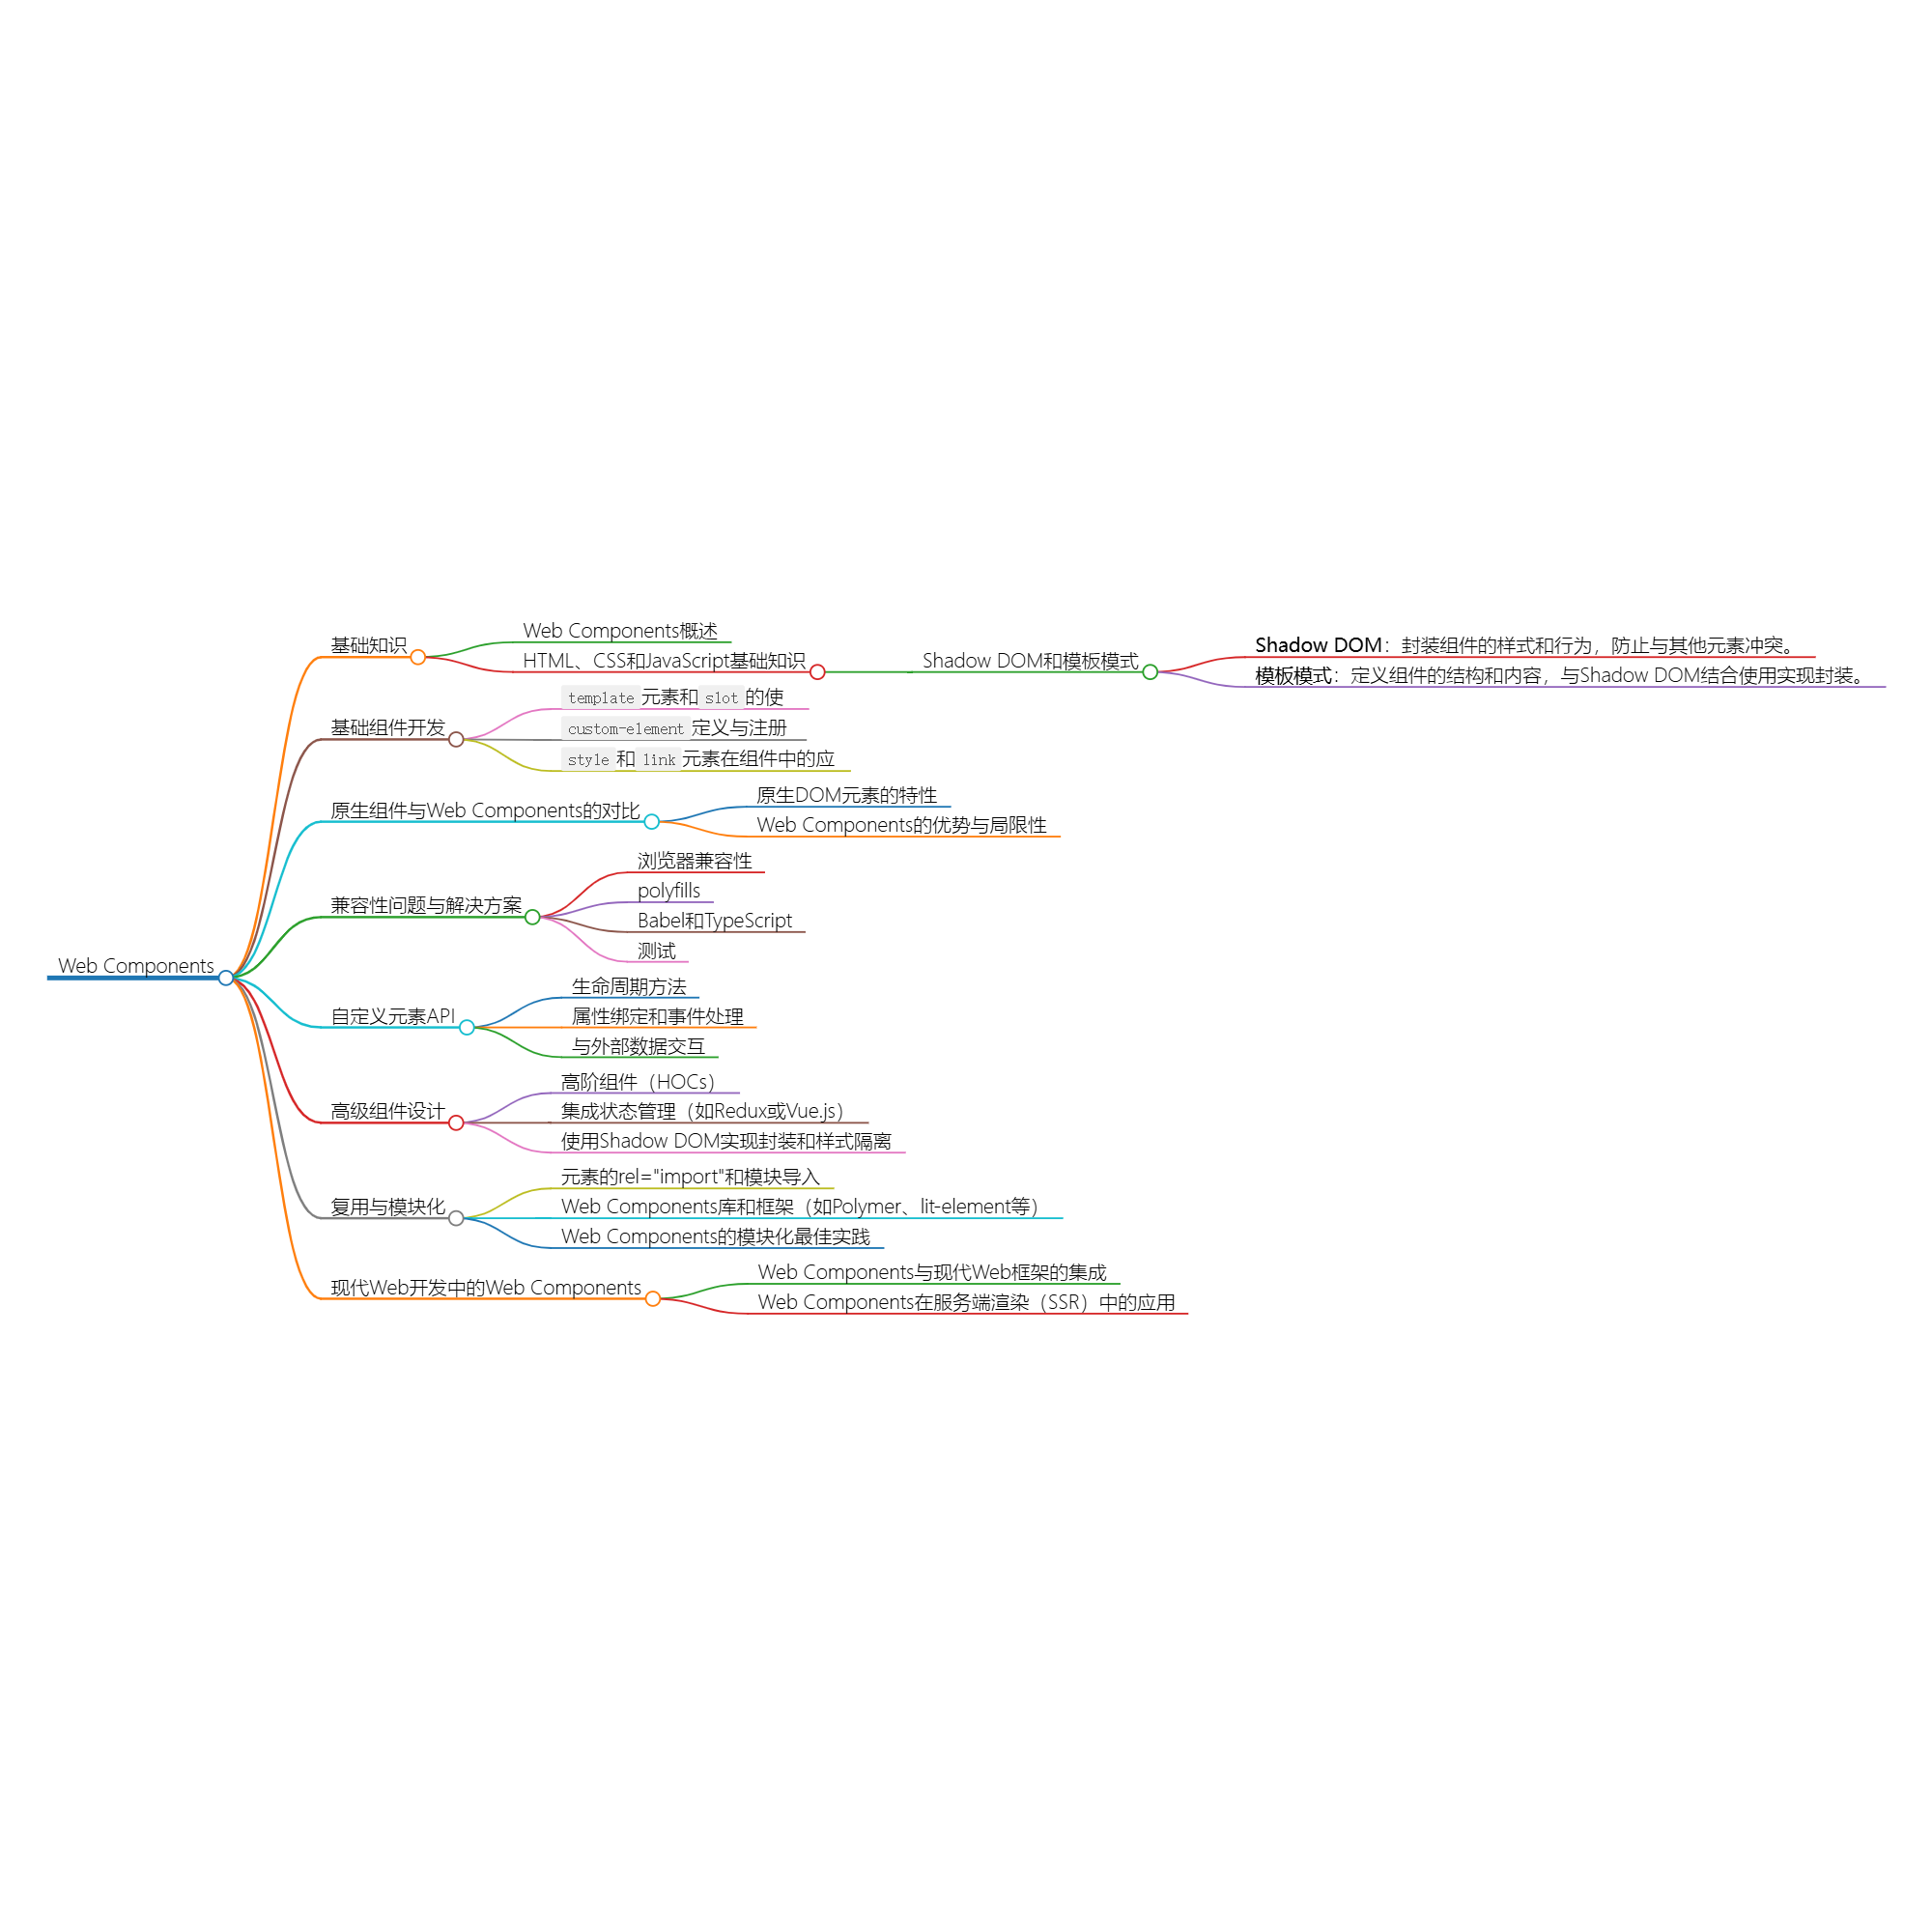 Web Components
基础知识
Web Components概述
HTML、CSS和JavaScript基础知识
Shadow DOM和模板模式
Shadow DOM：封装组件的样式和行为，防止与其他元素冲突。
模板模式：定义组件的结构和内容，与Shadow DOM结合使用实现封装。
基础组件开发
template 元素和 slot 的使
custom-element 定义与注册
style 和 link 元素在组件中的应
原生组件与Web Components的对比
原生DOM元素的特性
Web Components的优势与局限性
兼容性问题与解决方案
浏览器兼容性
polyfills
Babel和TypeScript
测试
自定义元素API
生命周期方法
属性绑定和事件处理
与外部数据交互
高级组件设计
高阶组件（HOCs）
集成状态管理（如Redux或Vue.js）
使用Shadow DOM实现封装和样式隔离
复用与模块化
元素的rel="import"和模块导入
Web Components库和框架（如Polymer、lit-element等）
Web Components的模块化最佳实践
现代Web开发中的Web Components
Web Components与现代Web框架的集成
Web Components在服务端渲染（SSR）中的应用